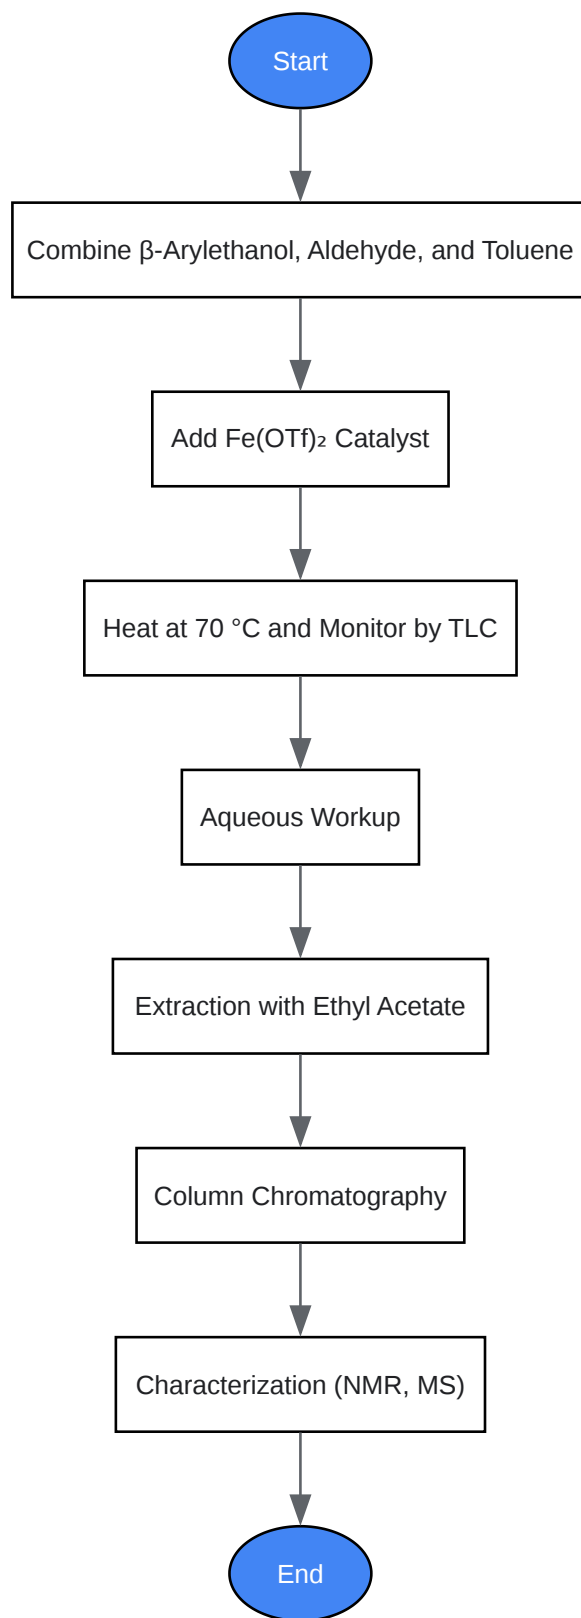 Start
Combine β-Arylethanol, Aldehyde, and Toluene
Add Fe(OTf)₂ Catalyst
Heat at 70 °C and Monitor by TLC
Aqueous Workup
Extraction with Ethyl Acetate
Column Chromatography
Characterization (NMR, MS)
End